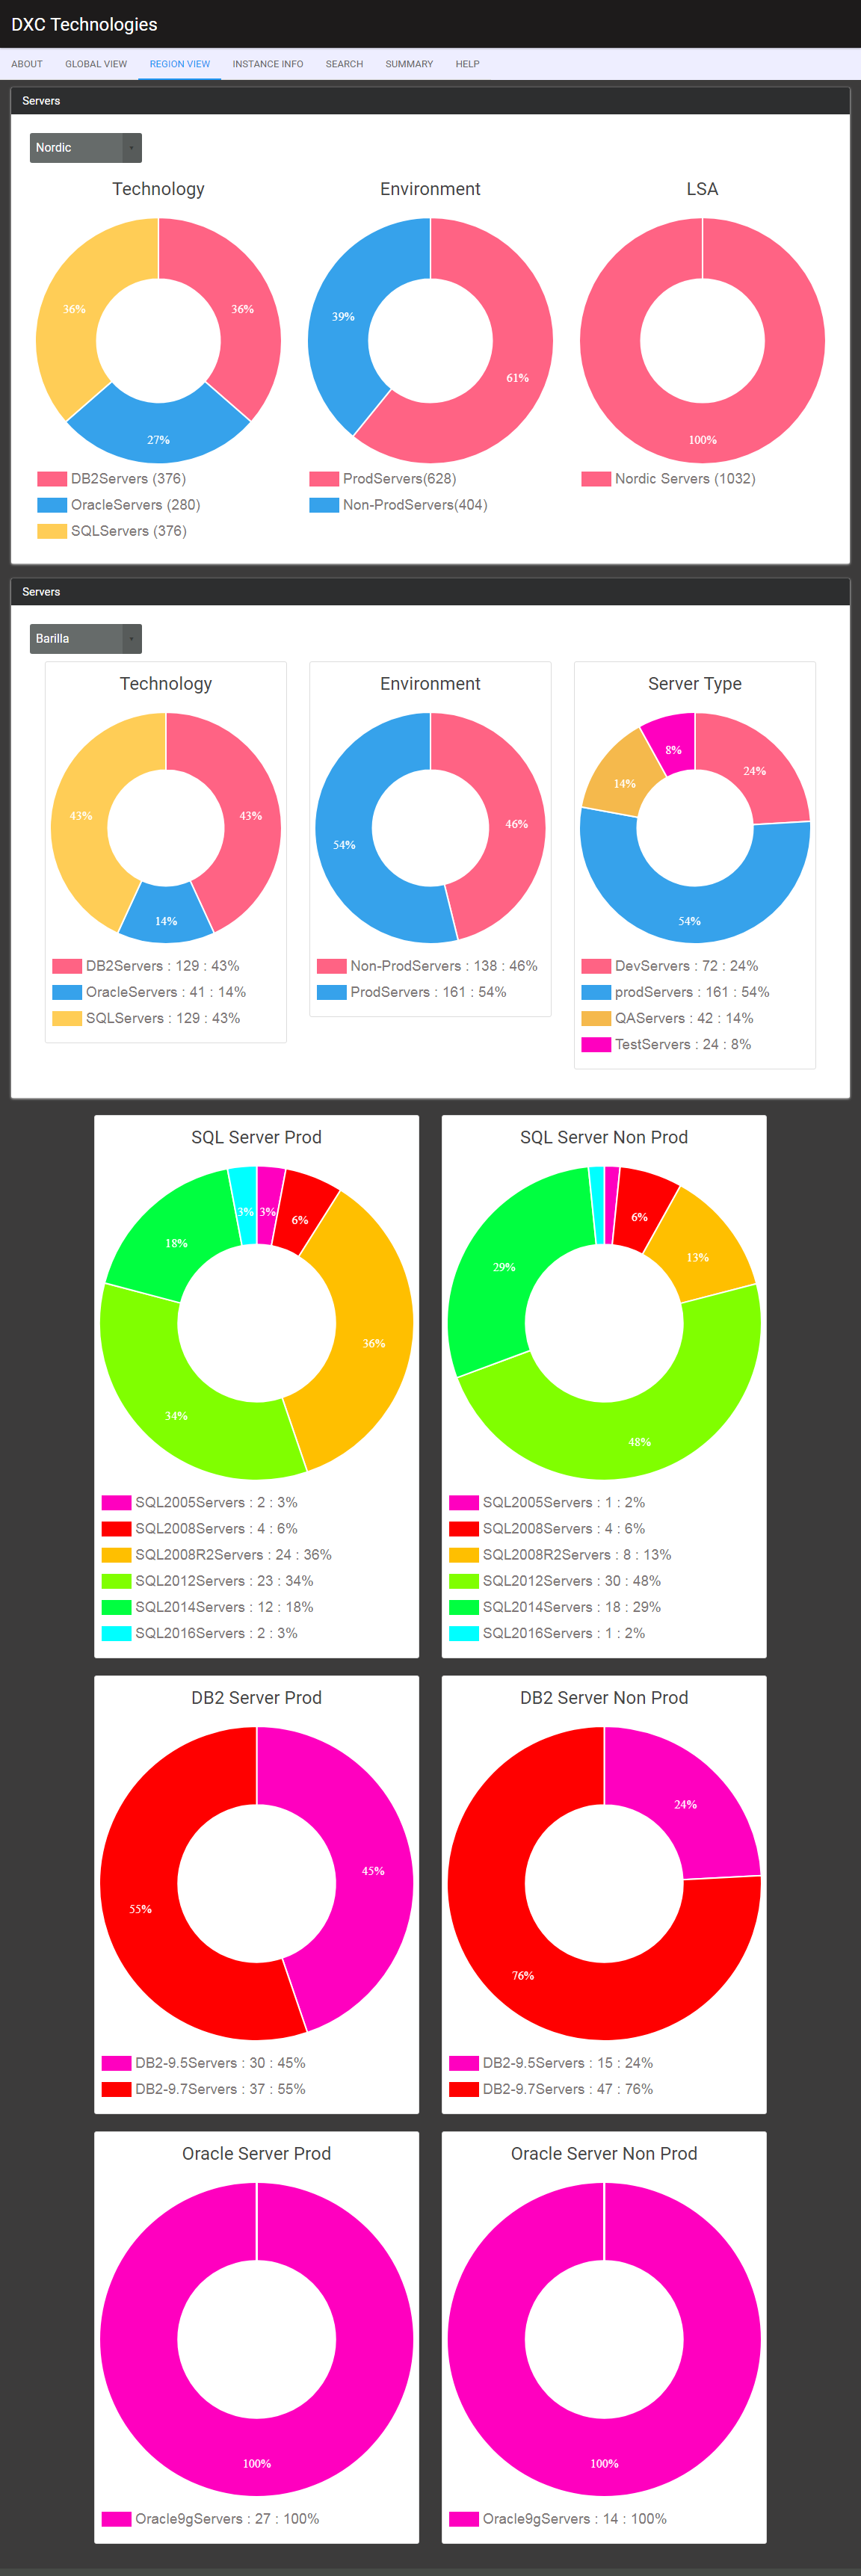 DXC Technologies
ABOUT GLOBAL VIEW REGION VIEW INSTANCE INFO SEARCH SUMMARY HELP
Servers
Nordic
Technology
36%
36%
27%
DB2Servers (376)
OracleServers (280)
SQLServers (376)
Environment
39%
61%
ProdServers(628)
Non-ProdServers(404)
LSA
100%
Nordic Servers (1032)
Servers
Barilla
Technology
43%
43%
14%
DB2Servers : 129 : 43%
OracleServers : 41 : 14%
SQLServers : 129 : 43%
Environment
46%
54%
Non-ProdServers : 138 : 46%
ProdServers : 161 : 54%
Server Type
8%
24%
14%
54%
DevServers : 72 : 24%
prodServers : 161 : 54%
QAServers : 42 : 14%
TestServers : 24 : 8%
SQL Server Prod
3% 3%
6%
18%
36%
34%
SQL2005Servers : 2 : 3%
SQL2008Servers : 4 : 6%
SQL2008R2Servers : 24 : 36%
SQL2012Servers : 23 : 34%
SQL2014Servers : 12 : 18%
SQL2016Servers : 2 : 3%
SQL Server Non Prod
6%
13%
29%
48%
SQL2005Servers : 1 : 2%
SQL2008Servers : 4 : 6%
SQL2008R2Servers : 8 : 13%
SQL2012Servers : 30 : 48%
SQL2014Servers : 18 : 29%
SQL2016Servers : 1 : 2%
DB2 Server Prod
45%
55%
DB2-9.5Servers : 30 : 45%
DB2-9.7Servers : 37 : 55%
DB2 Server Non Prod
24%
76%
DB2-9.5Servers : 15 : 24%
DB2-9.7Servers : 47 : 76%
Oracle Server Prod
100%
Oracle9gServers : 27 : 100%
Oracle Server Non Prod
100%
Oracle9gServers : 14 : 100%